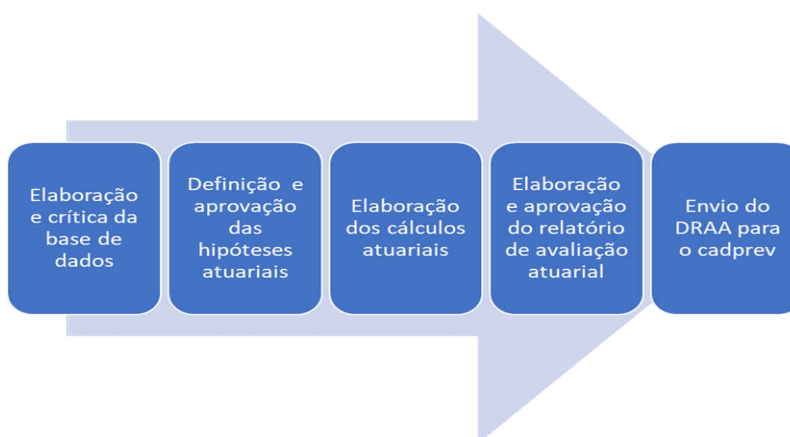 Elaboração
e crítica da
base de
dados
Definição e
aprovação
das
hipóteses
atuariais
Elaboração
dos cálculos
atuariais
Elaboração
e aprovação
do relatório
de avaliação
atuarial
Envio do
DRAA para
o cadprev